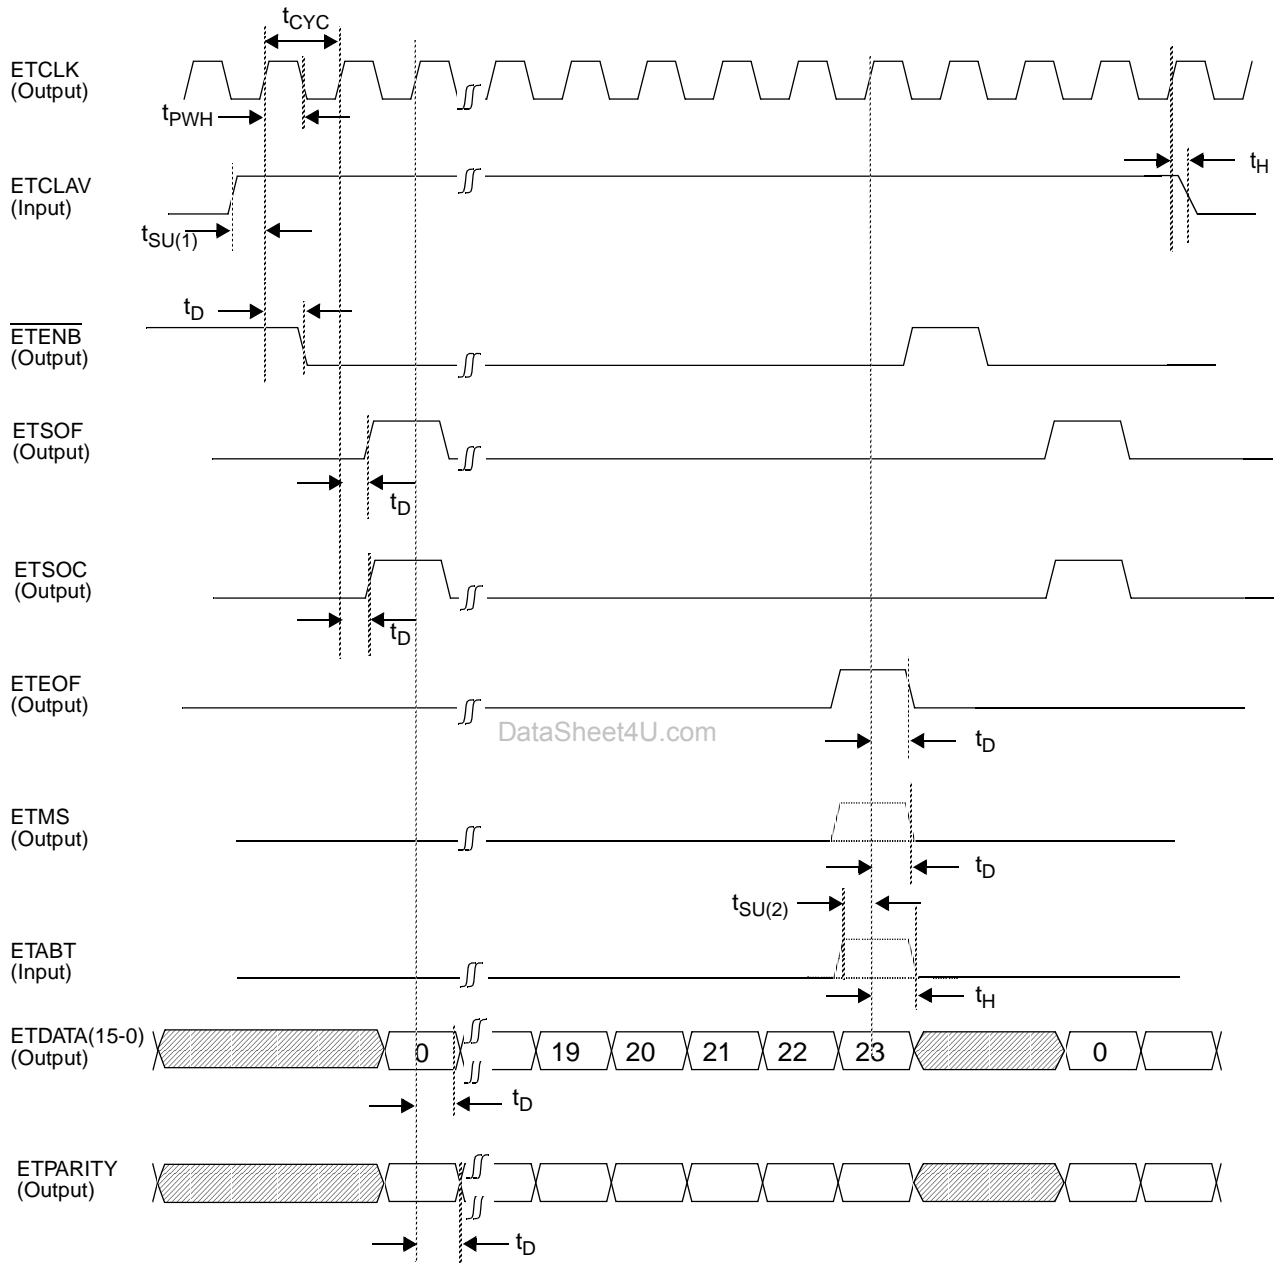 tCYC
ETCLK
(Output)
tPWH
tH
ETCLAV
(Input)
tSU(1)
tD
ETENB
(Output)
ETSOF
(Output)
tD
ETSOC
(Output)
tD
ETEOF
(Output)
DataSheet4U.com
tD
ETMS
(Output)
tD
tSU(2)
ETABT
(Input)
tH
ETDATA(15-0)
(Output)
0 19 20 21 22 23 0
tD
ETPARITY
(Output)
tD